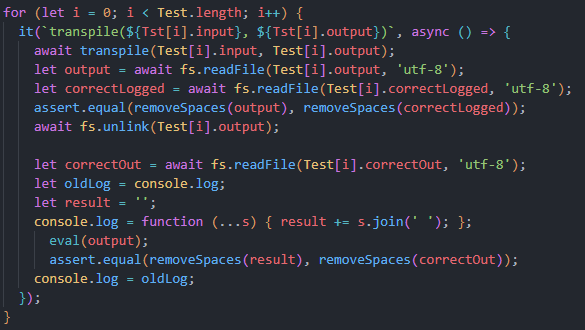 for (let i = 0; i < Test.length; i++) {
  it(`transpile(${Tst[i].input}, ${Tst[i].output})`, async () => {
    await transpile(Test[i].input, Test[i].output);
    let output = await fs.readFile(Test[i].output, 'utf-8');
    let correctLogged = await fs.readFile(Test[i].correctLogged, 'utf-8');
    assert.equal(removeSpaces(output), removeSpaces(correctLogged));
    await fs.unlink(Test[i].output);

    let correctOut = await fs.readFile(Test[i].correctOut, 'utf-8');
    let oldLog = console.log;
    let result = '';
    console.log = function (...s) { result += s.join(' '); };
      eval(output);
      assert.equal(removeSpaces(result), removeSpaces(correctOut));
    console.log = oldLog;
  });
}